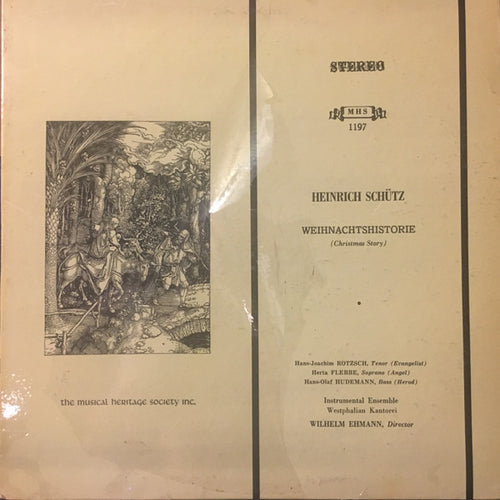 STEREO
MHS
1197
HEINRICH SCHÜTZ
WEIHNACHTSHISTORIE
(Christmas Story)
Hans-Joachim ROTZSCH, Tenor (Evangelist)
Herta FLEBBE, Soprano (Angel)
Hans-Olaf HUDEMANN, Bass (Herod)
Instrumental Ensemble
Westphalian Kantorei
WILHELM EHMANN, Director
the musical heritage society inc.